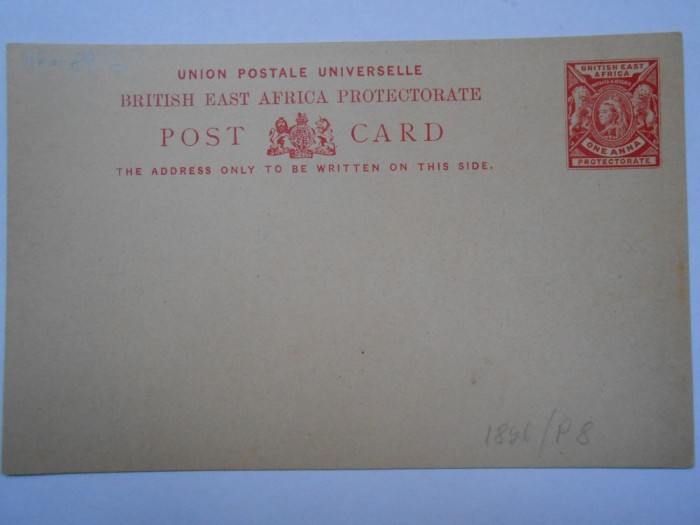 UNION POSTALE UNIVERSELLE
BRITISH EAST AFRICA PROTECTORATE
POST CARD
THE ADDRESS ONLY TO BE WRITTEN ON THIS SIDE.
BRITISH EAST
AFRICA
ONE ANNA
PROTECTORATE
1896/P8